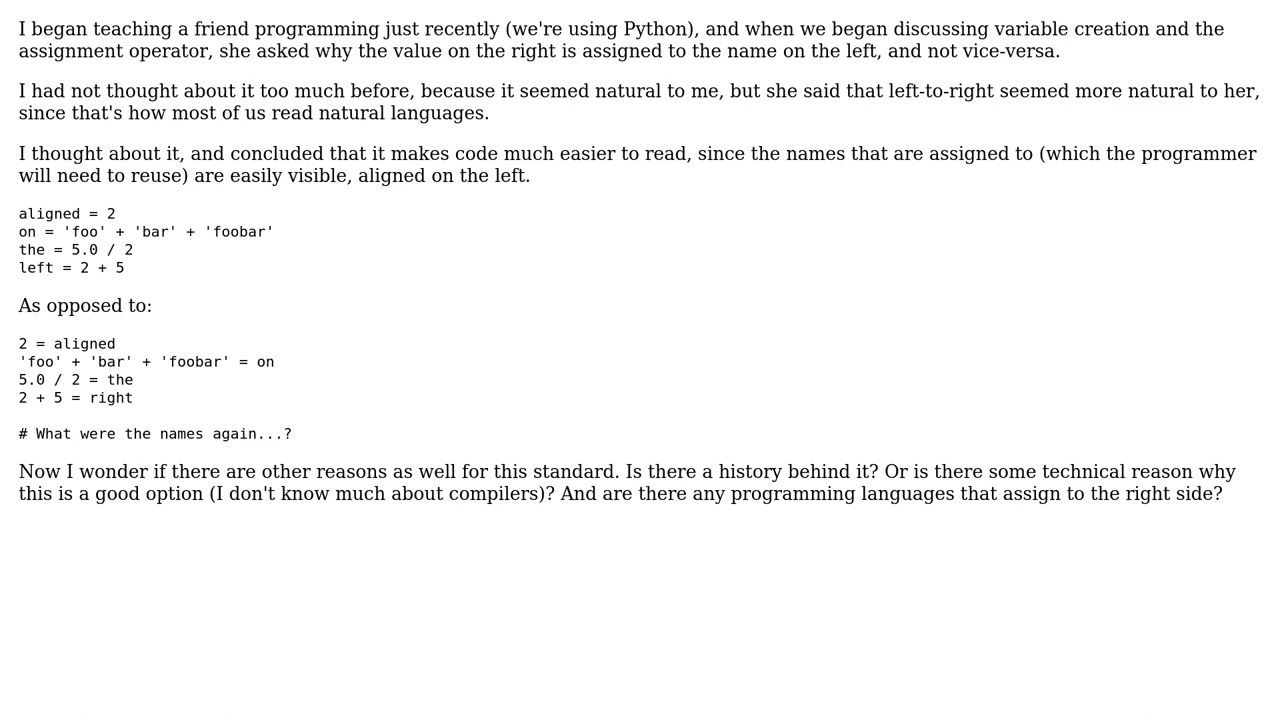 I began teaching a friend programming just recently (we're using Python), and when we began discussing variable creation and the
assignment operator, she asked why the value on the right is assigned to the name on the left, and not vice-versa.
I had not thought about it too much before, because it seemed natural to me, but she said that left-to-right seemed more natural to her,
since that's how most of us read natural languages.
I thought about it, and concluded that it makes code much easier to read, since the names that are assigned to (which the programmer
will need to reuse) are easily visible, aligned on the left.
aligned = 2
on = 'foo' + 'bar' + 'foobar'
the = 5.0 / 2
left = 2 + 5
As opposed to:
2 = aligned
'foo' + 'bar' + 'foobar' = on
5.0 / 2 = the
2 + 5 = right
# What were the names again...?
Now I wonder if there are other reasons as well for this standard. Is there a history behind it? Or is there some technical reason why
this is a good option (I don't know much about compilers)? And are there any programming languages that assign to the right side?